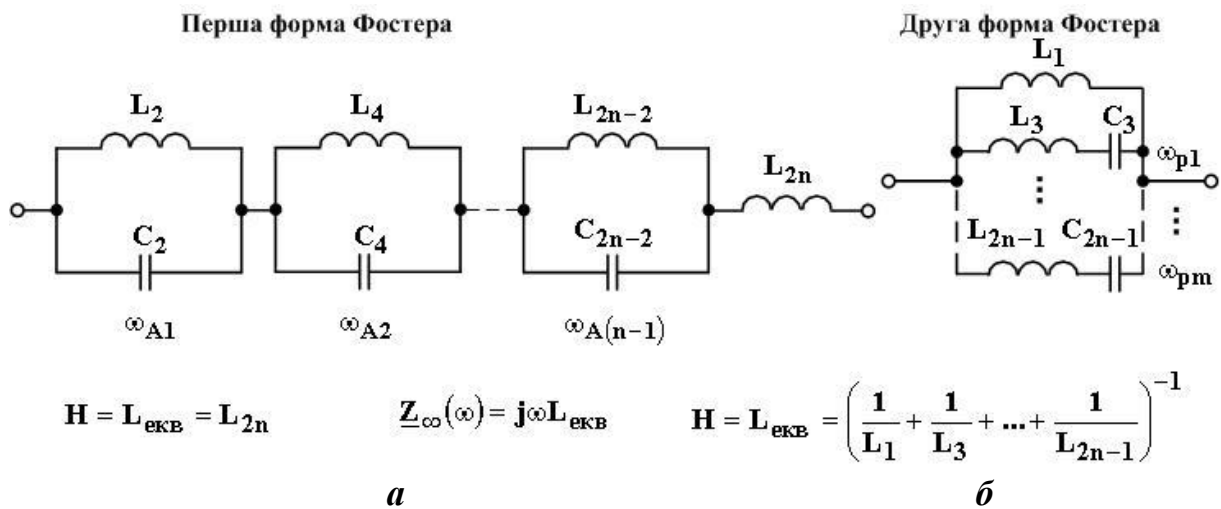 Перша форма Фостера
Друга форма Фостера
L2 L4 L2n−2 L2n
C2 C4 C2n−2
ωA1 ωA2 ωA(n−1)
L1
L3 C3
ωp1
L2n−1 C2n−1
ωpm
H = Lекв = L2n
Z∞(ω) = jωLекв
H = Lекв = (1/L1 + 1/L3 + ... + 1/L2n−1)−1
а
б